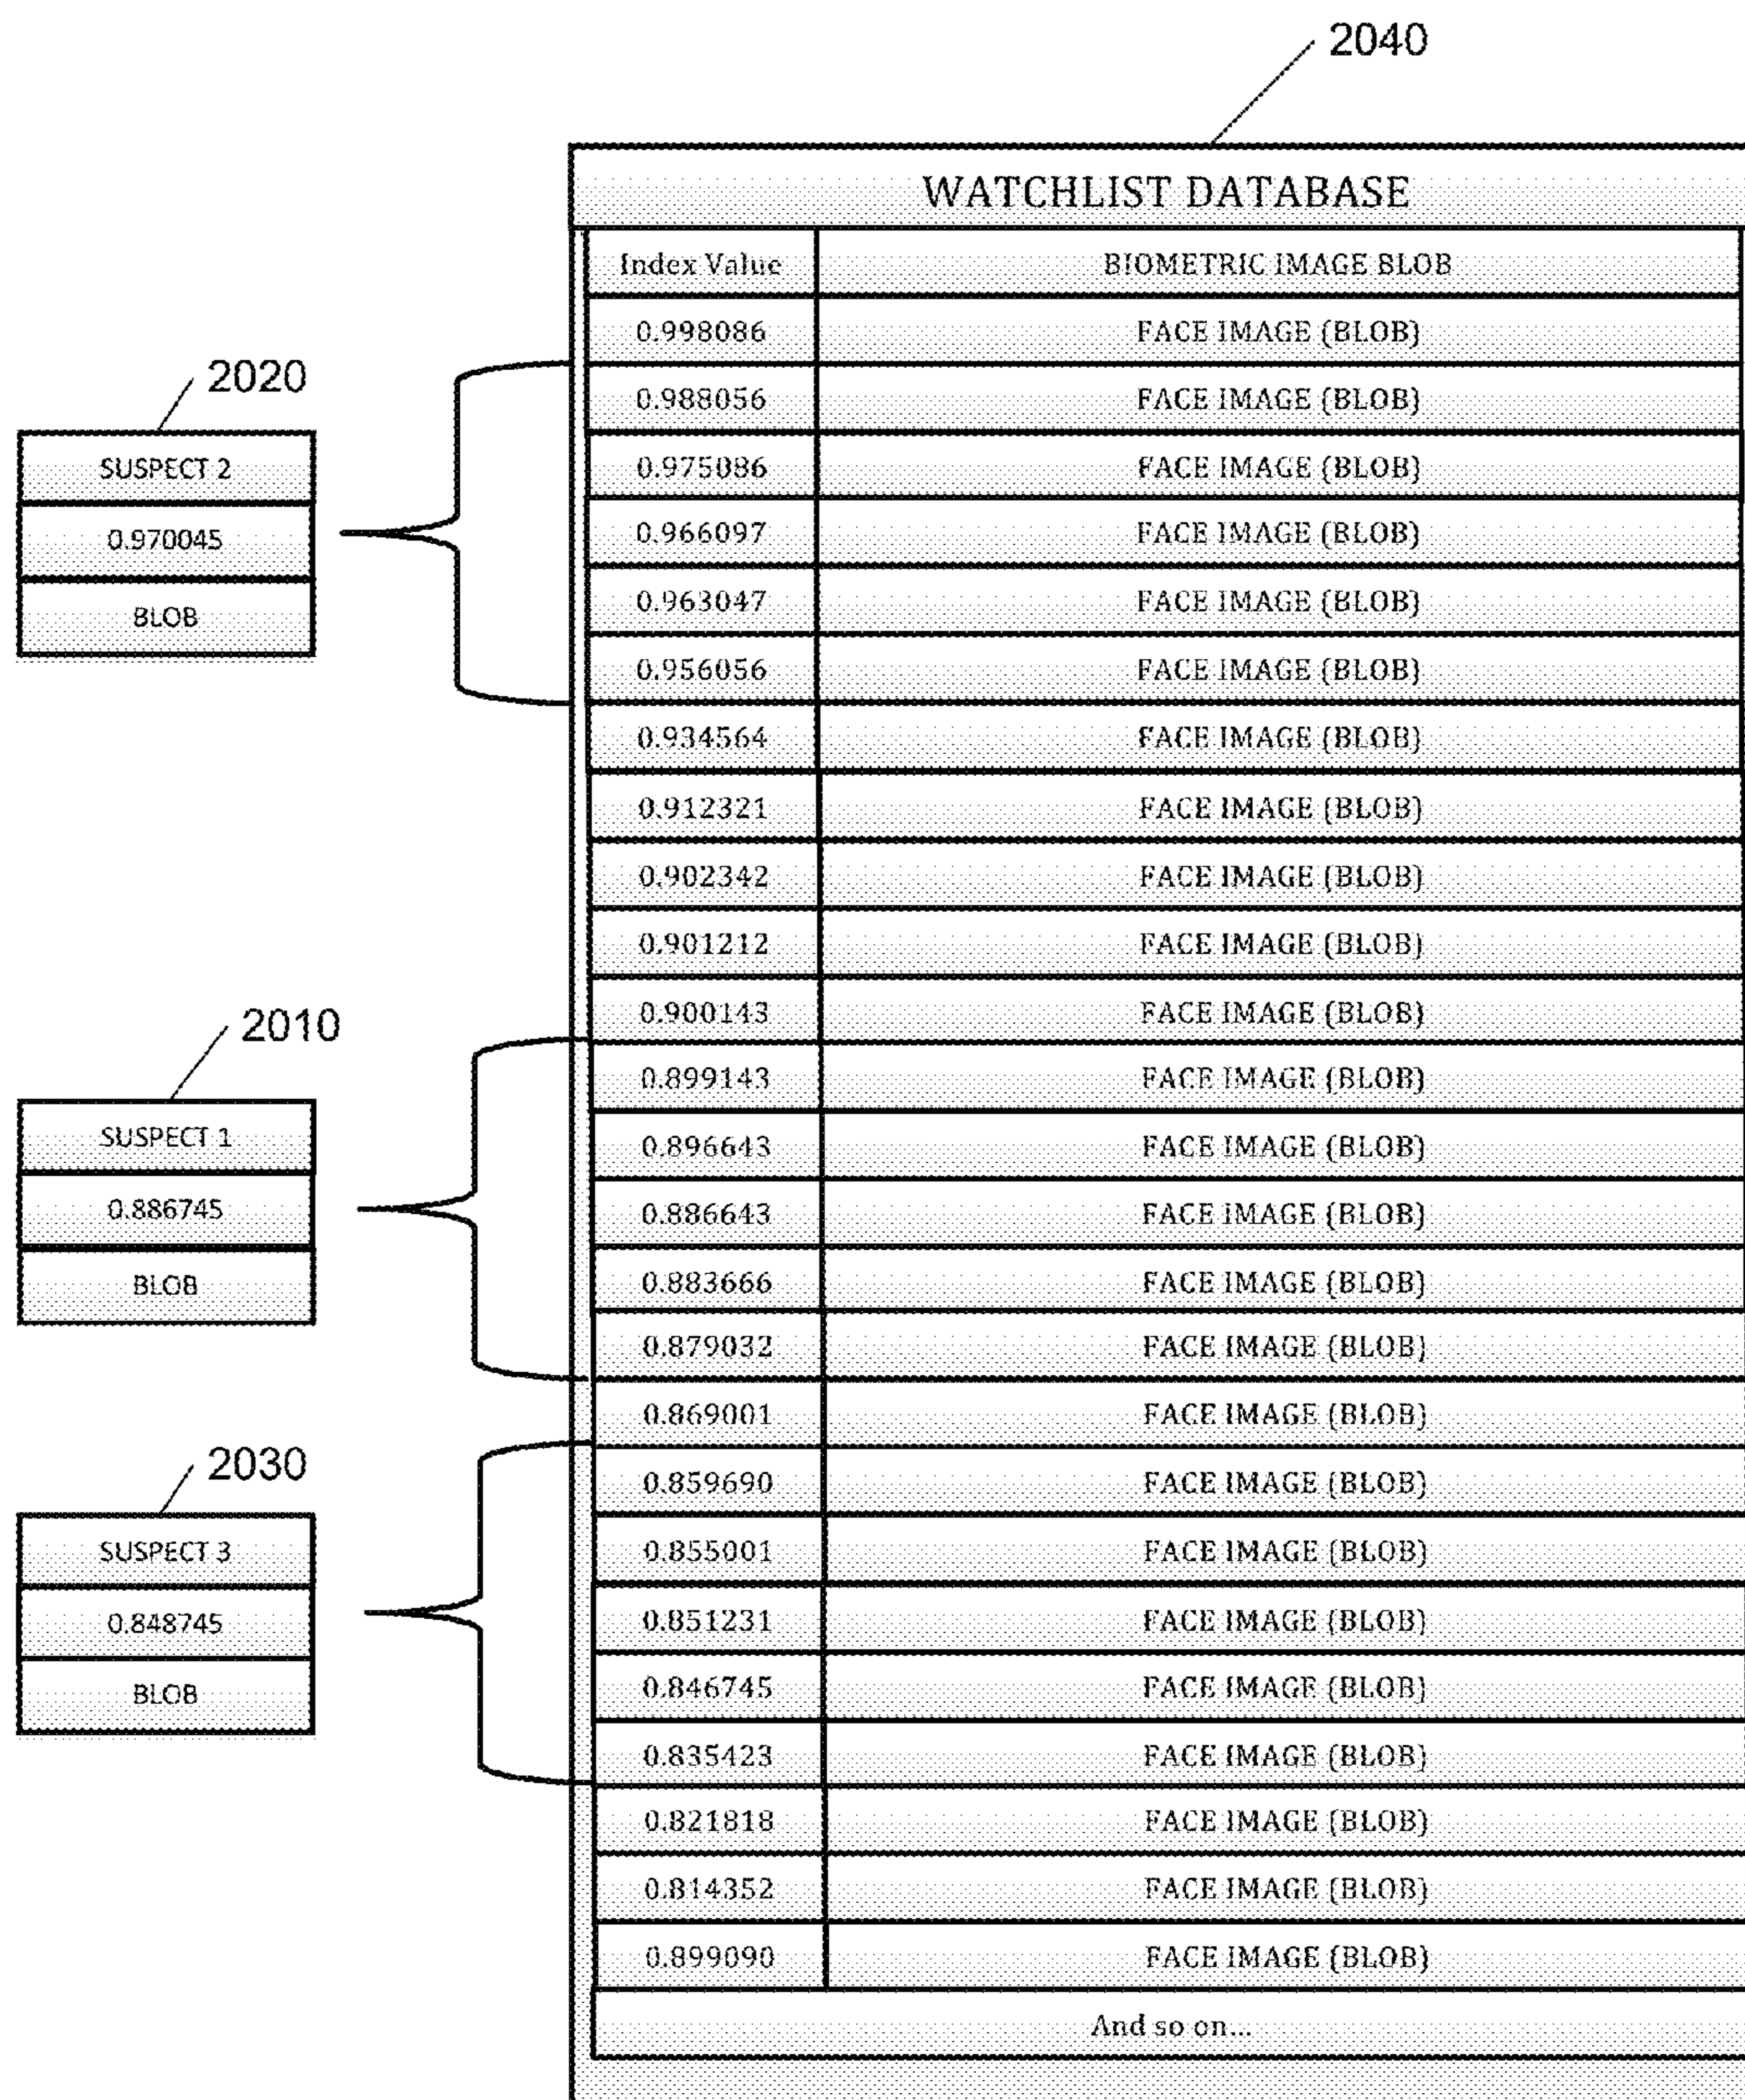 2040
WATCHLIST DATABASE
Index Value BIOMETRIC IMAGE BLOB
0.998086 FACE IMAGE (BLOB)
0.988056 FACE IMAGE (BLOB)
0.975086 FACE IMAGE (BLOB)
0.966097 FACE IMAGE (BLOB)
0.963047 FACE IMAGE (BLOB)
0.956056 FACE IMAGE (BLOB)
0.934564 FACE IMAGE (BLOB)
0.912321 FACE IMAGE (BLOB)
0.902342 FACE IMAGE (BLOB)
0.901212 FACE IMAGE (BLOB)
0.900143 FACE IMAGE (BLOB)
0.899143 FACE IMAGE (BLOB)
0.896643 FACE IMAGE (BLOB)
0.886643 FACE IMAGE (BLOB)
0.883666 FACE IMAGE (BLOB)
0.879032 FACE IMAGE (BLOB)
0.869001 FACE IMAGE (BLOB)
0.859690 FACE IMAGE (BLOB)
0.855001 FACE IMAGE (BLOB)
0.851231 FACE IMAGE (BLOB)
0.846745 FACE IMAGE (BLOB)
0.835423 FACE IMAGE (BLOB)
0.821818 FACE IMAGE (BLOB)
0.814352 FACE IMAGE (BLOB)
0.899090 FACE IMAGE (BLOB)
And so on...
2020
SUSPECT 2
0.970045
BLOB
2010
SUSPECT 1
0.886745
BLOB
2030
SUSPECT 3
0.848745
BLOB